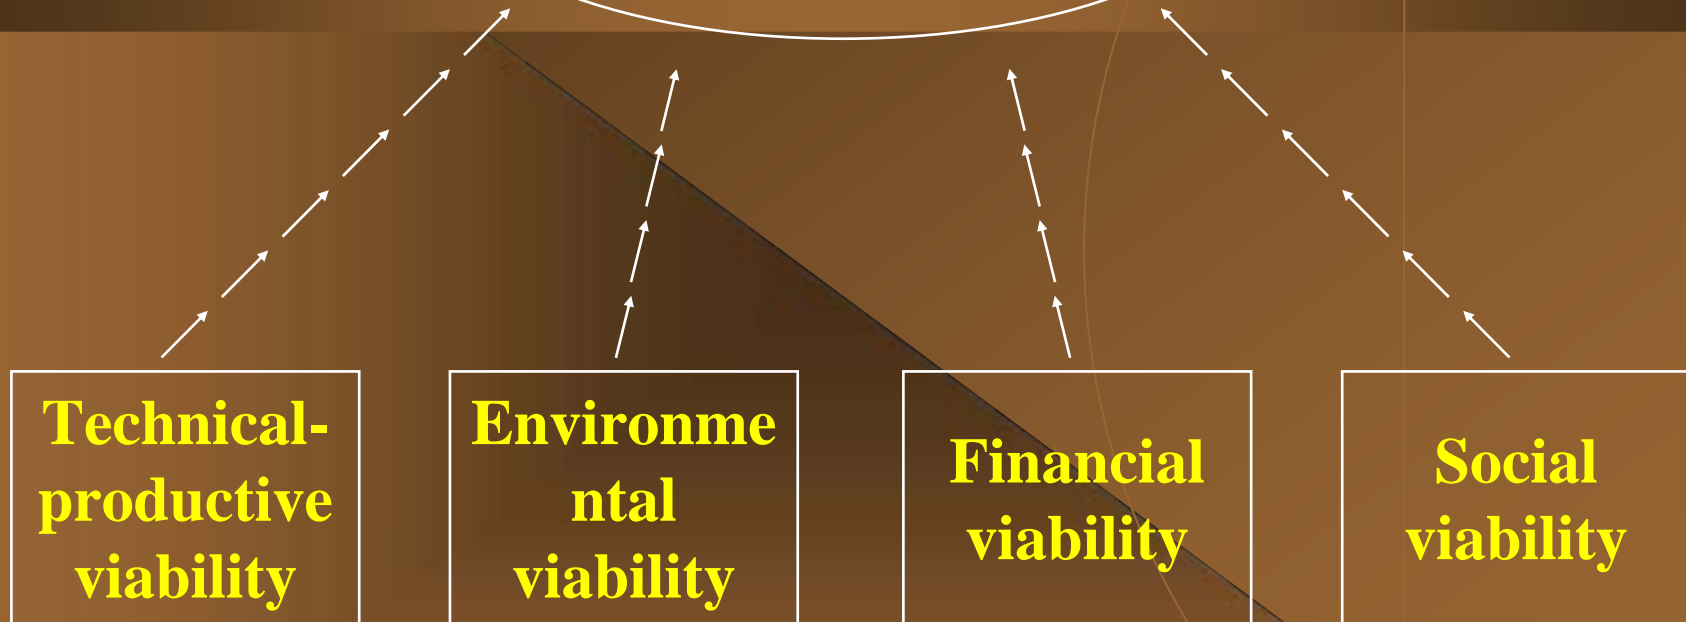 Technical-
productive
viability
Environme
ntal
viability
Financial
viability
Social
viability